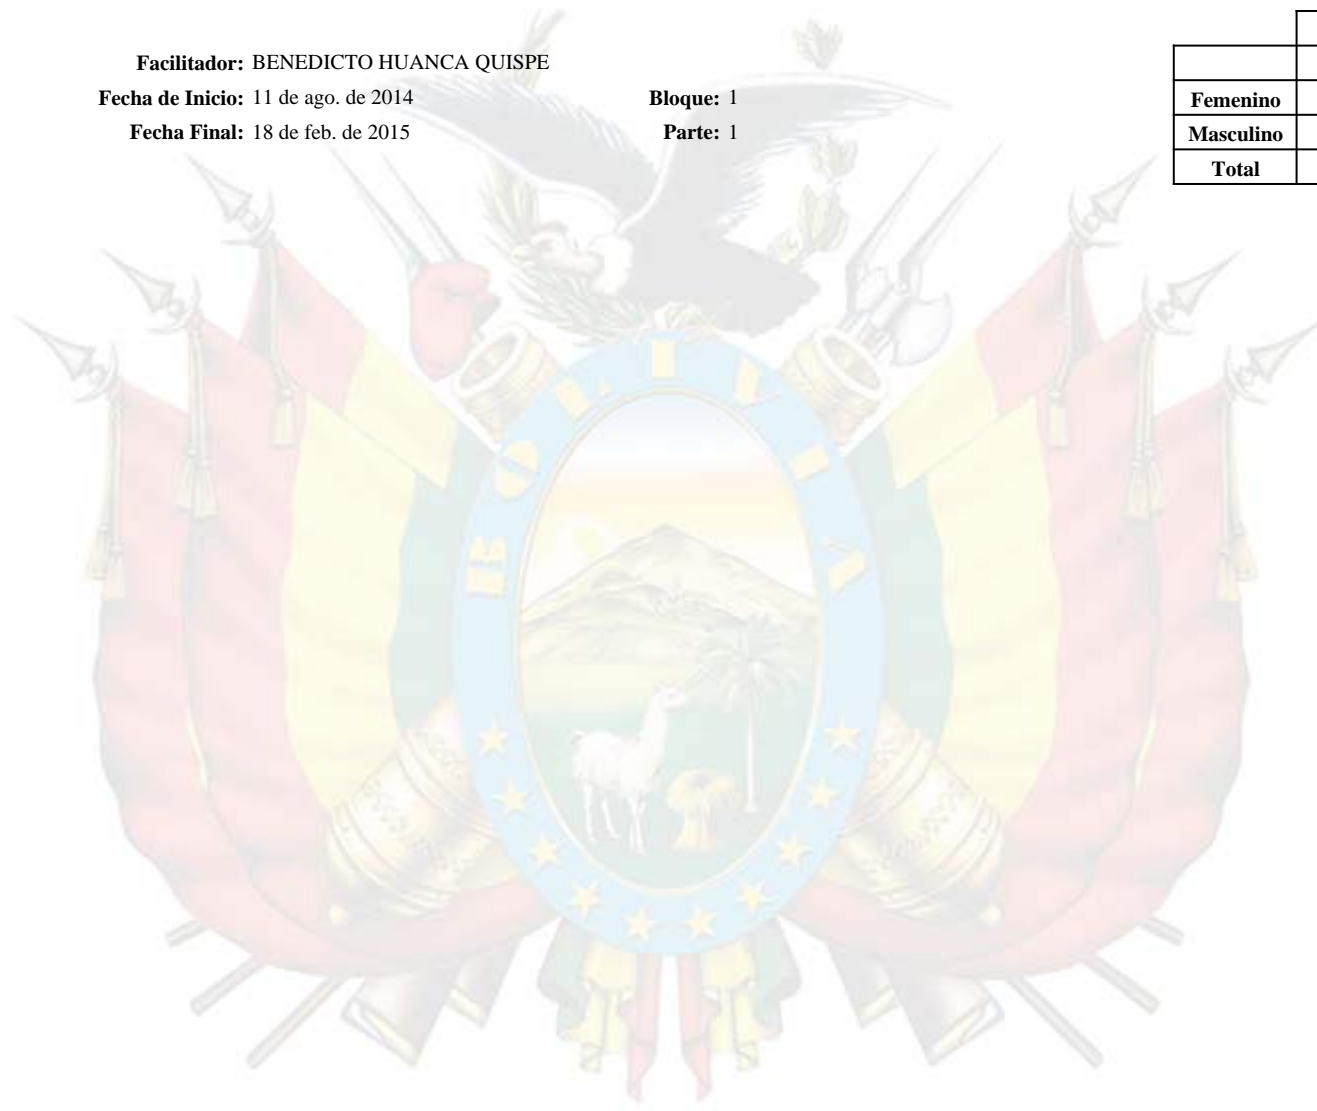 Facilitador: BENEDICTO HUANCA QUISPE
Fecha de Inicio: 11 de ago. de 2014 Bloque: 1
Fecha Final: 18 de feb. de 2015 Parte: 1
Femenino
Masculino
Total
BOLIVIA